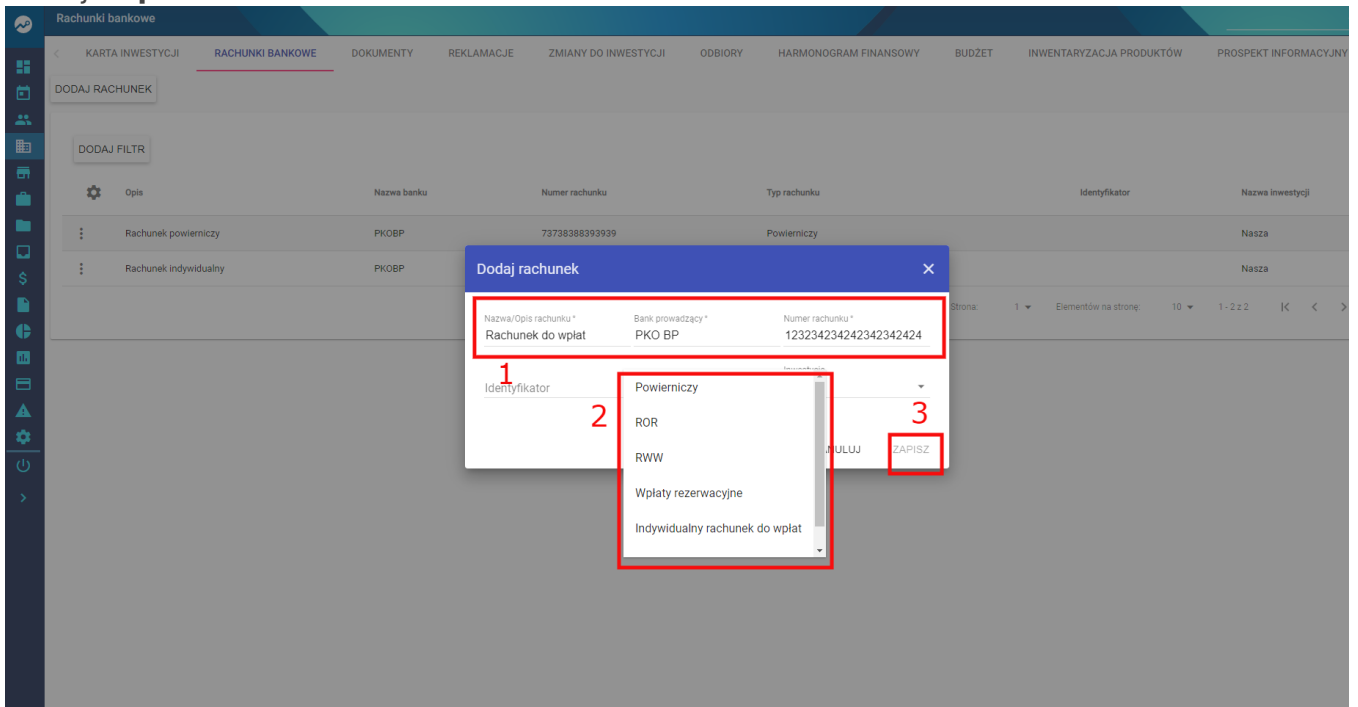 Rachunki bankowe
KARTA INWESTYCJI RACHUNKI BANKOWE DOKUMENTY REKLAMACJE ZMIANY DO INWESTYCJI ODBIORY HARMONOGRAM FINANSOWY BUDŻET INWENTARYZACJA PRODUKTÓW PROSPEKT INFORMACYJNY
DODAJ RACHUNEK
DODAJ FILTR
Opis Nazwa banku Numer rachunku Typ rachunku Identyfikator Nazwa inwestycji
Rachunek powierniczy PKOBP 73738388393939 Powierniczy Nasza
Rachunek indywidualny PKOBP Nasza
Dodaj rachunek
Strona: 1 Elementów na stronę: 10 1 - 2 z 2
Nazwa/Opis rachunku * Bank prowadzący * Numer rachunku *
Rachunek do wpłat PKO BP 123234234242342342424
1
Identyfikator Powierniczy
2 ROR 3
RWW ZAPISZ
Wpłaty rezerwacyjne
Indywidualny rachunek do wpłat